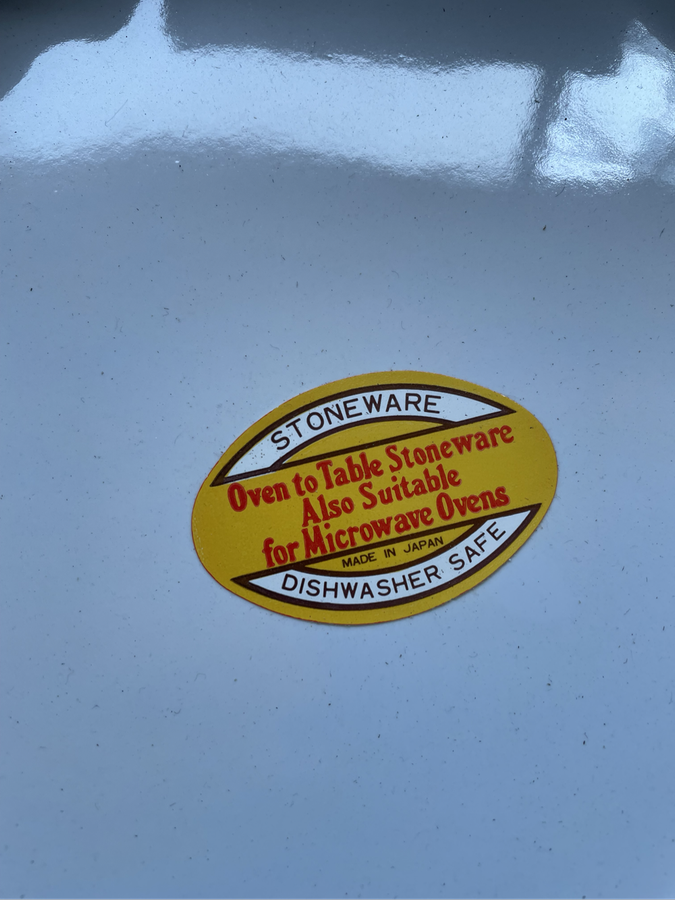 STONEWARE
Oven to Table Stoneware
Also Suitable
for Microwave Ovens
MADE IN JAPAN
DISHWASHER SAFE